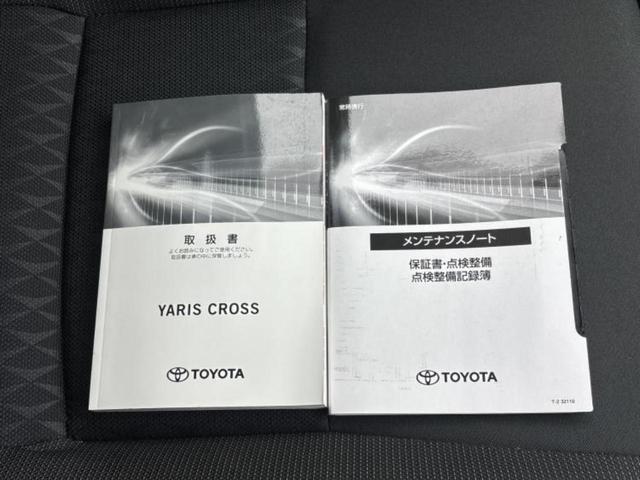 取扱書
よくお読みになってご使用ください。
取扱書は車の中に保管しましょう。
YARIS CROSS
TOYOTA
常時携行
メンテナンスノート
保証書・点検整備
点検整備記録簿
TOYOTA
T-2 32110